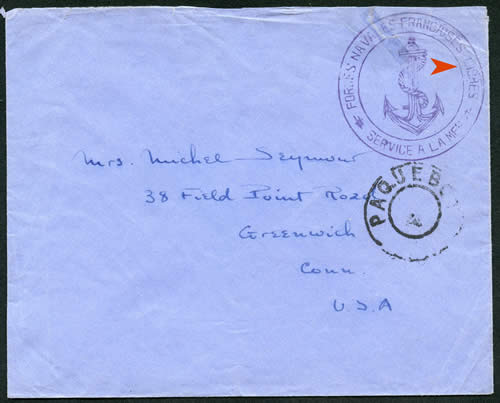 FORCES NAVALES FRANÇAISES LIBRES
SERVICE A LA MER
PAQUEBOT
Mrs. Michel Seymour
38 Field Point Road
Greenwich
Conn.
U.S.A